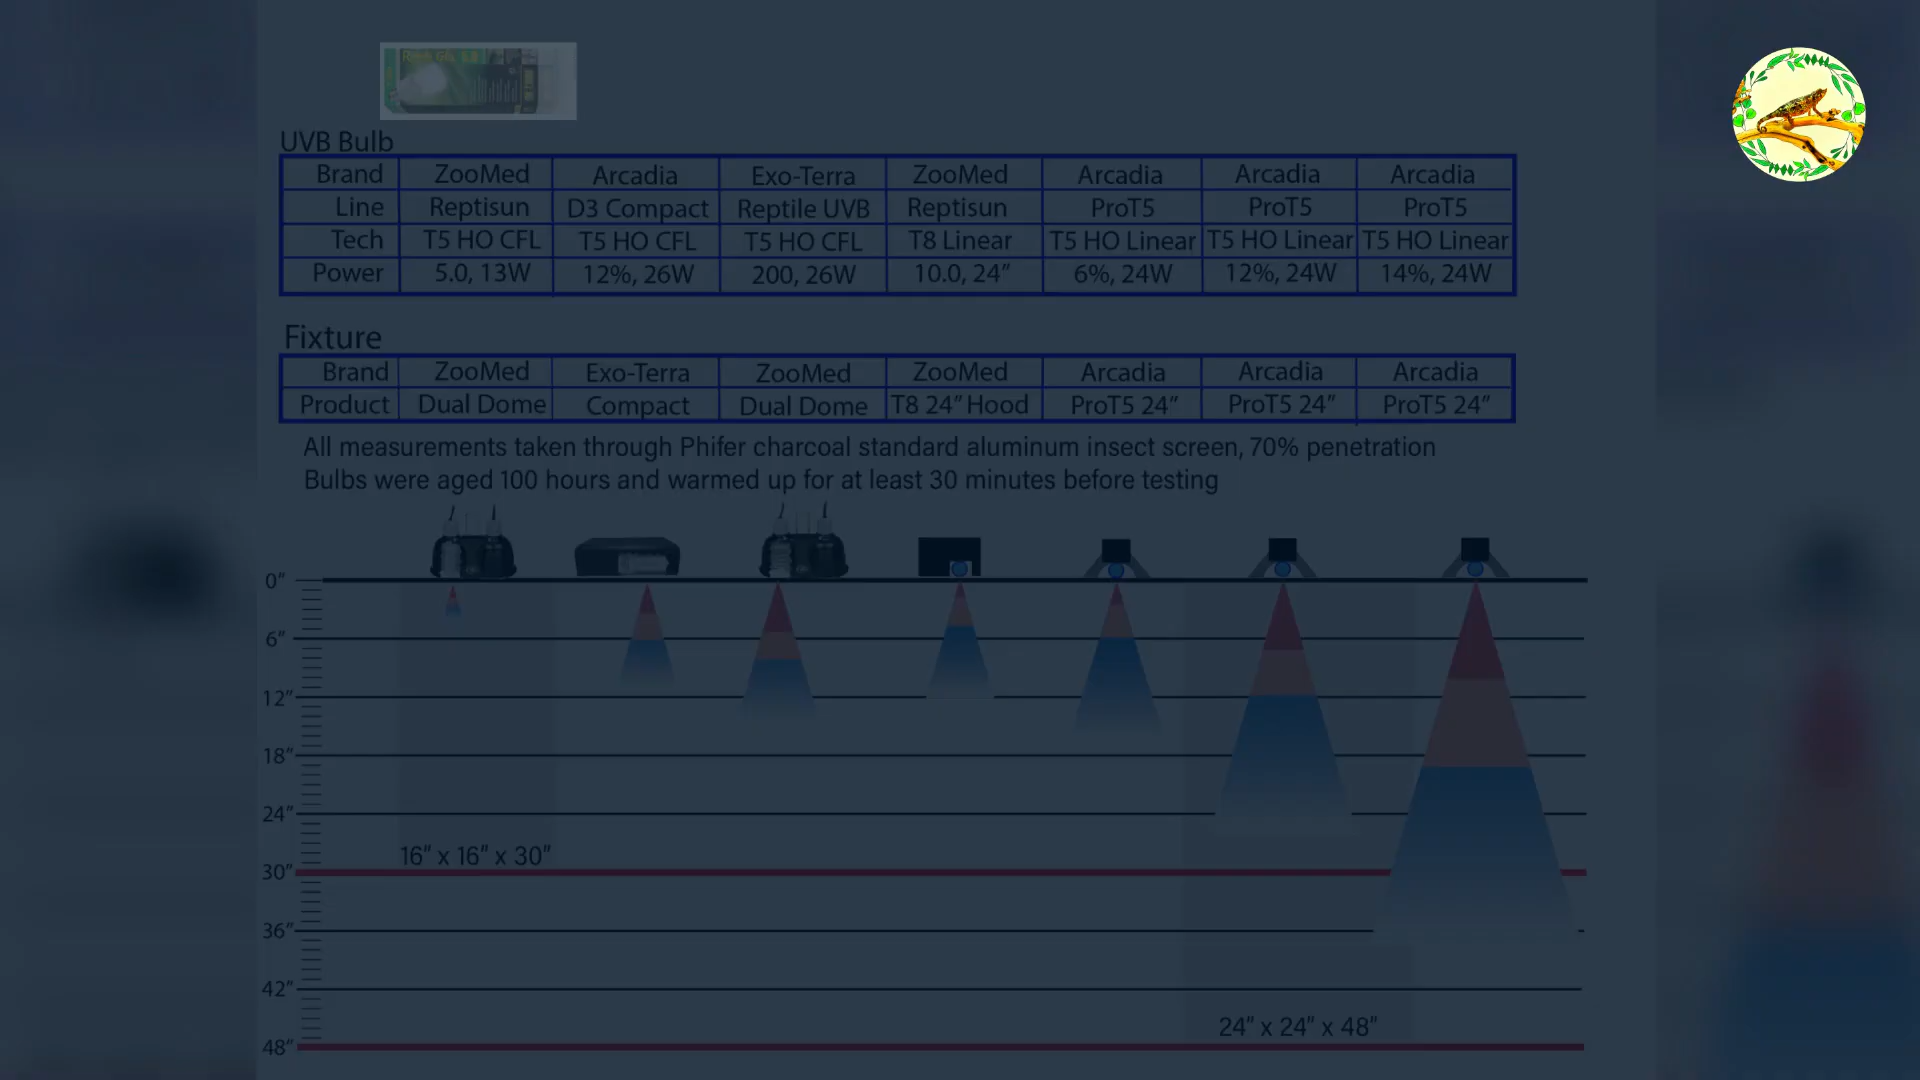 UVB Bulb
Brand ZooMed Arcadia Exo-Terra ZooMed Arcadia Arcadia Arcadia
Line Reptisun D3 Compact Reptile UVB Reptisun ProT5 ProT5 ProT5
Tech T5 HO CFL T5 HO CFL T5 HO CFL T8 Linear T5 HO Linear T5 HO Linear T5 HO Linear
Power 5.0, 13W 12%, 26W 200, 26W 10.0, 24” 6%, 24W 12%, 24W 14%, 24W
Fixture
Brand ZooMed Exo-Terra ZooMed ZooMed Arcadia Arcadia Arcadia
Product Dual Dome Compact Dual Dome T8 24” Hood ProT5 24” ProT5 24” ProT5 24”
All measurements taken through Phifer charcoal standard aluminum insect screen, 70% penetration
Bulbs were aged 100 hours and warmed up for at least 30 minutes before testing
0”
6”
12”
18”
24”
16” x 16” x 30”
30”
36”
42”
24” x 24” x 48”
48”